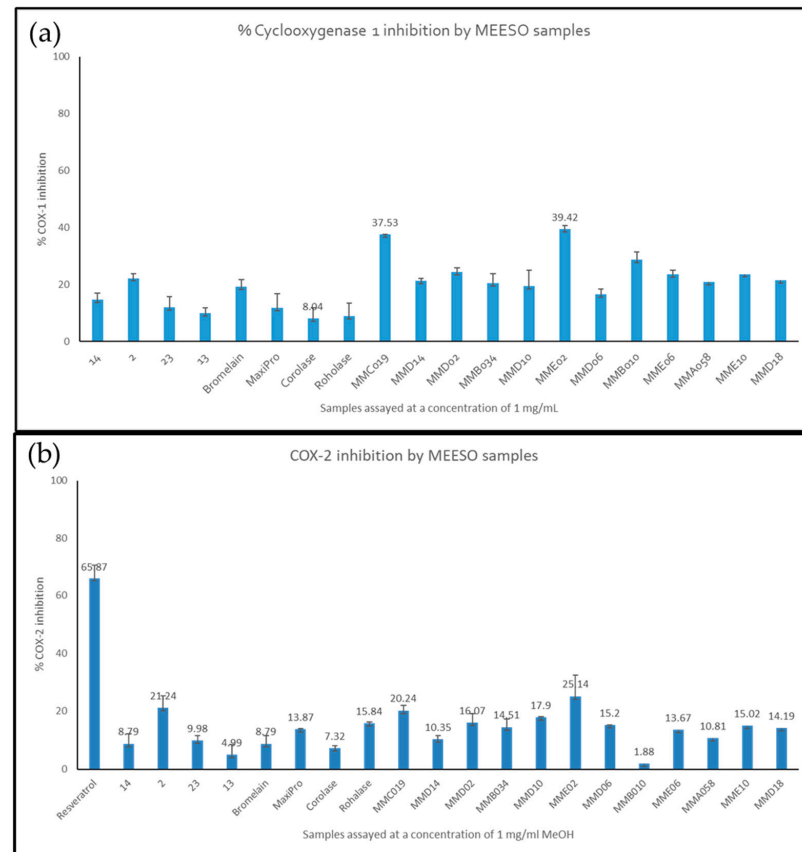 (a)
% Cyclooxygenase 1 inhibition by MEESO samples
100
80
60
40
20
0
% COX-1 inhibition
8.04
37.53
39.42
14
2
23
13
Bromelain
MaxiPro
Corolase
Roholase
MMC019
MMD14
MMD02
MMB034
MMD10
MME02
MMD06
MMB010
MME06
MMA058
MME10
MMD18
Samples assayed at a concentration of 1 mg/mL
(b)
COX-2 inhibition by MEESO samples
100
80
60
40
20
0
% COX-2 inhibition
65.87
8.79
21.24
9.98
4.99
8.79
13.87
7.32
15.84
20.24
10.35
16.07
14.51
17.9
25.14
15.2
1.88
13.67
10.81
15.02
14.19
Resveratrol
14
2
23
13
Bromelain
MaxiPro
Corolase
Rohalase
MMC019
MMD14
MMD02
MMB034
MMD10
MME02
MMD06
MMB010
MME06
MMA058
MME10
MMD18
Samples assayed at a concentration of 1 mg/ml MeOH